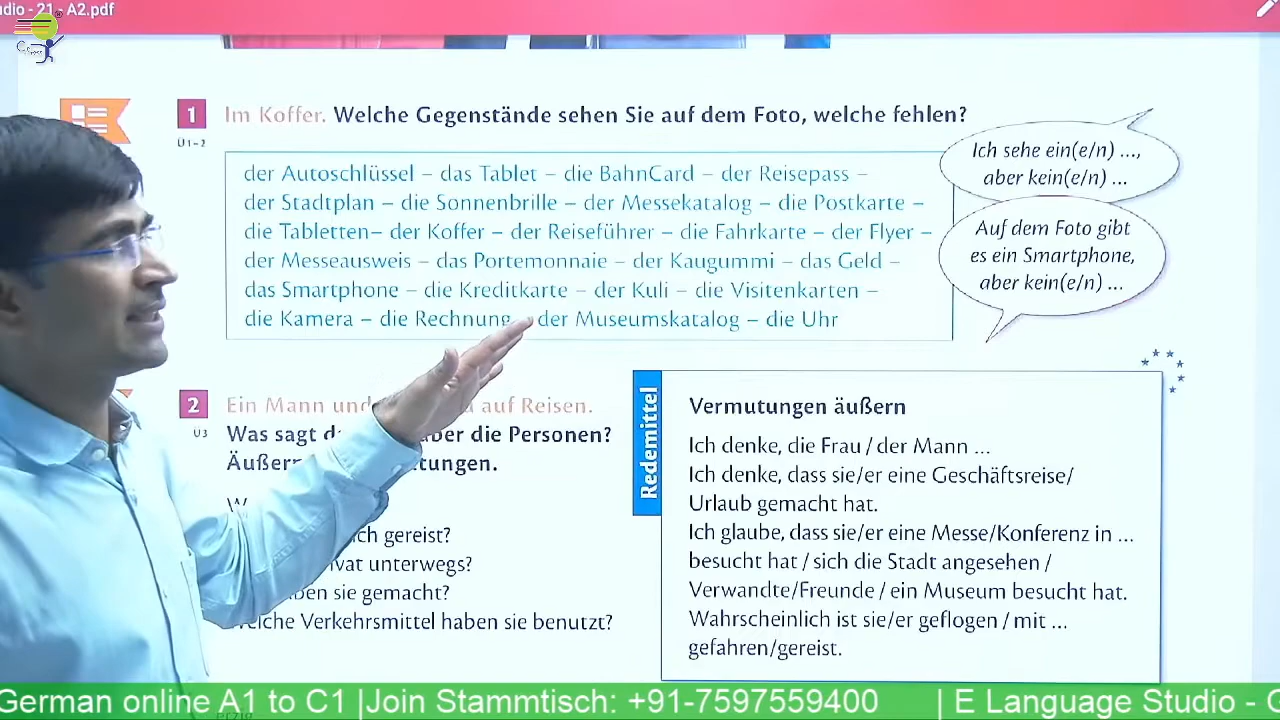 dio - 21 - A2.pdf
1 Im Koffer. Welche Gegenstände sehen Sie auf dem Foto, welche fehlen?
Ü1–2
der Autoschlüssel – das Tablet – die BahnCard – der Reisepass –
der Stadtplan – die Sonnenbrille – der Messekatalog – die Postkarte –
die Tabletten– der Koffer – der Reiseführer – die Fahrkarte – der Flyer –
der Messeausweis – das Portemonnaie – der Kaugummi – das Geld –
das Smartphone – die Kreditkarte – der Kuli – die Visitenkarten –
die Kamera – die Rechnung – der Museumskatalog – die Uhr
Ich sehe ein(e/n) ...,
aber kein(e/n) ...
Auf dem Foto gibt
es ein Smartphone,
aber kein(e/n) ...
2 Ein Mann und auf Reisen.
Ü3
Was sagt über die Personen?
gereist?
unterwegs?
sie gemacht?
Welche Verkehrsmittel haben sie benutzt?
Redemittel
Vermutungen äußern
Ich denke, die Frau / der Mann ...
Ich denke, dass sie/er eine Geschäftsreise/
Urlaub gemacht hat.
Ich glaube, dass sie/er eine Messe/Konferenz in ...
besucht hat / sich die Stadt angesehen /
Verwandte/Freunde / ein Museum besucht hat.
Wahrscheinlich ist sie/er geflogen / mit ...
gefahren/gereist.
German online A1 to C1 |Join Stammtisch: +91-7597559400 | E Language Studio - C